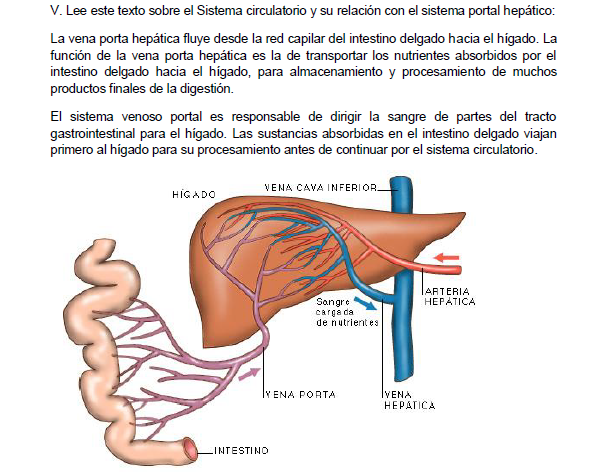 V. Lee este texto sobre el Sistema circulatorio y su relación con el sistema portal hepático:
La vena porta hepática fluye desde la red capilar del intestino delgado hacia el hígado. La
función de la vena porta hepática es la de transportar los nutrientes absorbidos por el
intestino delgado hacia el hígado, para almacenamiento y procesamiento de muchos
productos finales de la digestión.
El sistema venoso portal es responsable de dirigir la sangre de partes del tracto
gastrointestinal para el hígado. Las sustancias absorbidas en el intestino delgado viajan
primero al hígado para su procesamiento antes de continuar por el sistema circulatorio.
HÍGADO
VENA CAVA INFERIOR
ARTERIA
HEPÁTICA
Sangre
cargada
de nutrientes
VENA PORTA
VENA
HEPÁTICA
INTESTINO